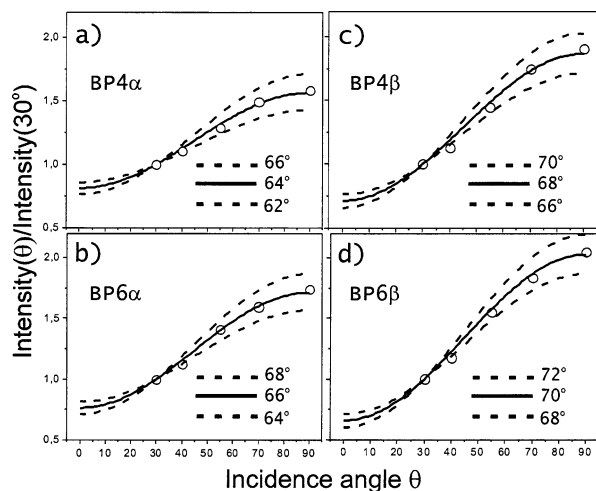 Intensity(θ)/Intensity(30°)
a)
BP4α
2,0
1,5
1,0
0,5
66°
64°
62°
c)
BP4β
70°
68°
66°
b)
BP6α
2,0
1,5
1,0
0,5
68°
66°
64°
0 10 20 30 40 50 60 70 80 90
d)
BP6β
72°
70°
68°
0 10 20 30 40 50 60 70 80 90
Incidence angle θ